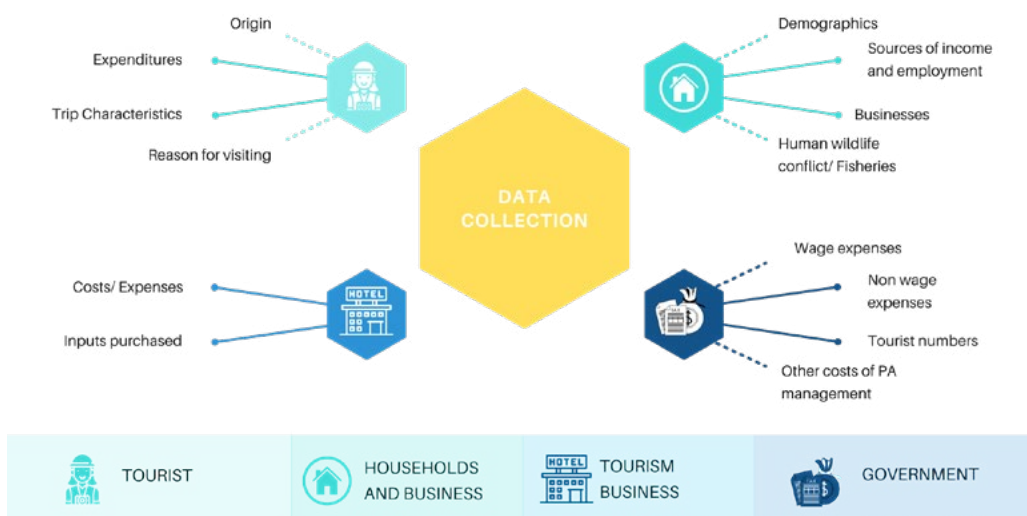 Origin
Expenditures
Trip Characteristics
Reason for visiting
Demographics
Sources of income
and employment
Businesses
Human wildlife
conflict/ Fisheries
DATA
COLLECTION
Costs/ Expenses
Inputs purchased
HOTEL
Wage expenses
Non wage
expenses
Tourist numbers
Other costs of PA
management
TOURIST
HOUSEHOLDS
AND BUSINESS
HOTEL
TOURISM
BUSINESS
GOVERNMENT